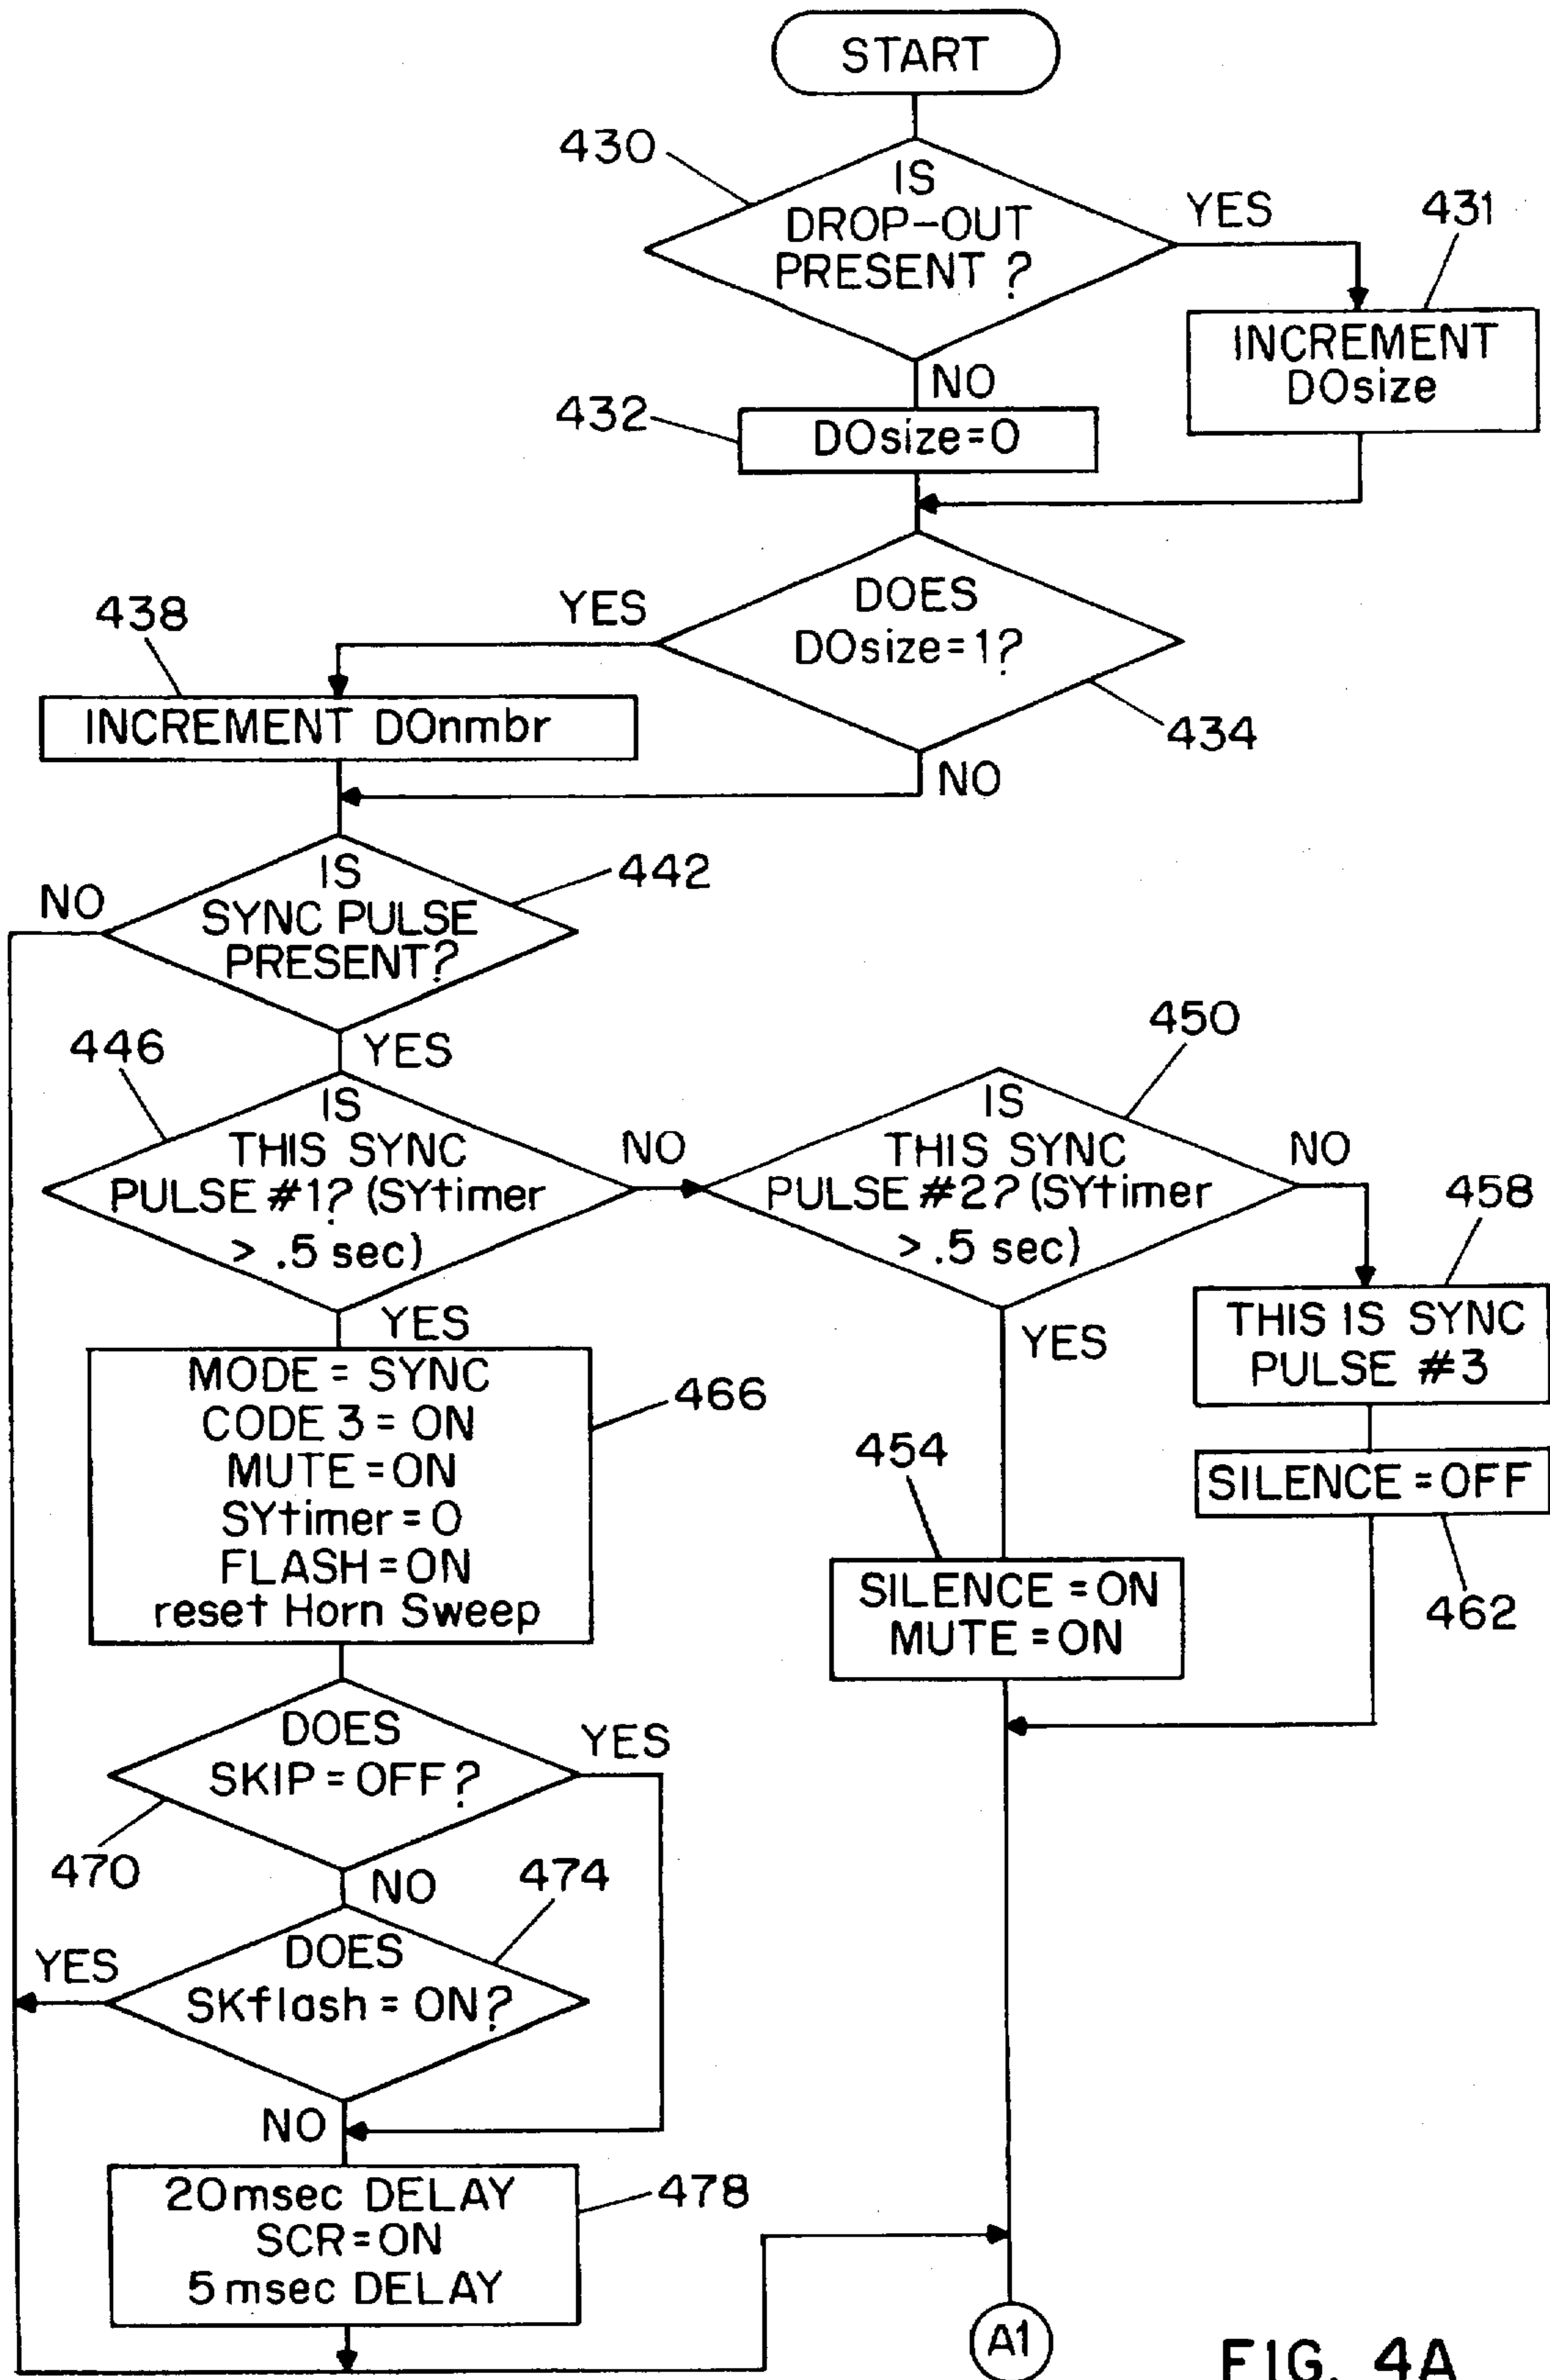 START
430
IS
DROP-OUT
PRESENT ?
YES
431
INCREMENT
DOsize
NO
432
DOsize=0
438
YES
DOES
DOsize=1?
INCREMENT DOnmbr
434
NO
IS
SYNC PULSE
PRESENT?
442
NO
YES
446
IS
THIS SYNC
PULSE #1? (SYtimer
> .5 sec)
NO
450
IS
THIS SYNC
PULSE #2? (SYtimer
> .5 sec)
NO
458
YES
YES
THIS IS SYNC
PULSE #3
MODE = SYNC
CODE 3 = ON
MUTE = ON
SYtimer = 0
FLASH = ON
reset Horn Sweep
466
454
SILENCE = OFF
462
SILENCE = ON
MUTE = ON
DOES
SKIP = OFF?
YES
470
NO
474
YES
DOES
SKflash = ON?
NO
20msec DELAY
SCR=ON
5 msec DELAY
478
A1
FIG. 4A